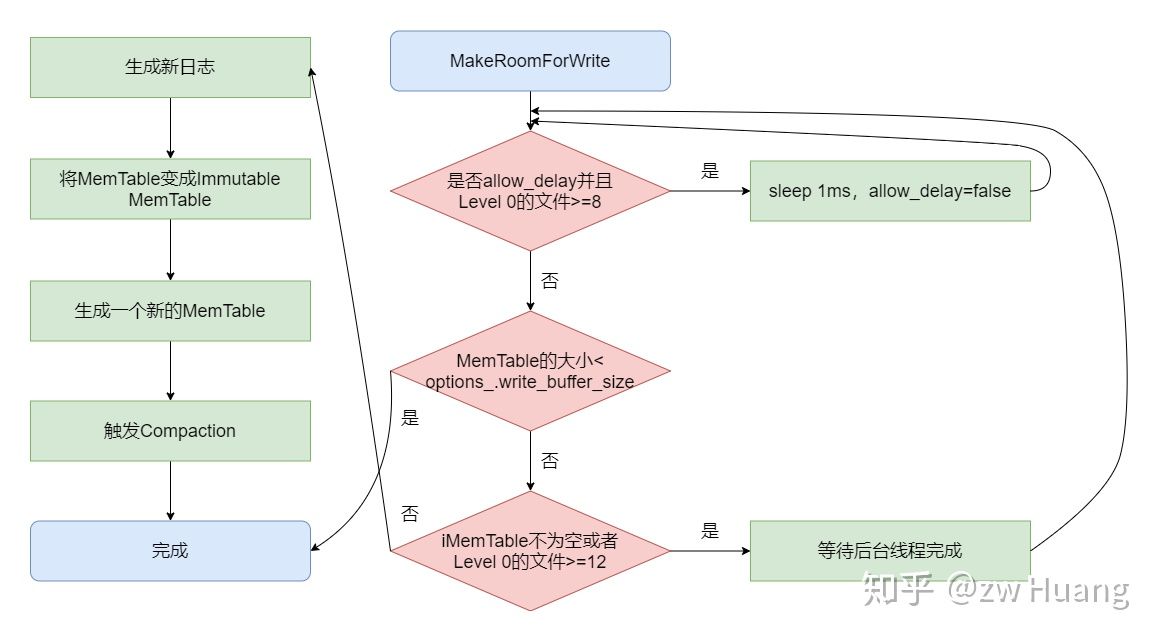 生成新日志
将MemTable变成Immutable
MemTable
生成一个新的MemTable
触发Compaction
完成
MakeRoomForWrite
是否allow_delay并且
Level 0的文件>=8
是
sleep 1ms，allow_delay=false
否
MemTable的大小<
options_.write_buffer_size
是
否
iMemTable不为空或者
Level 0的文件>=12
否
是
等待后台线程完成
知乎 @zw Huang